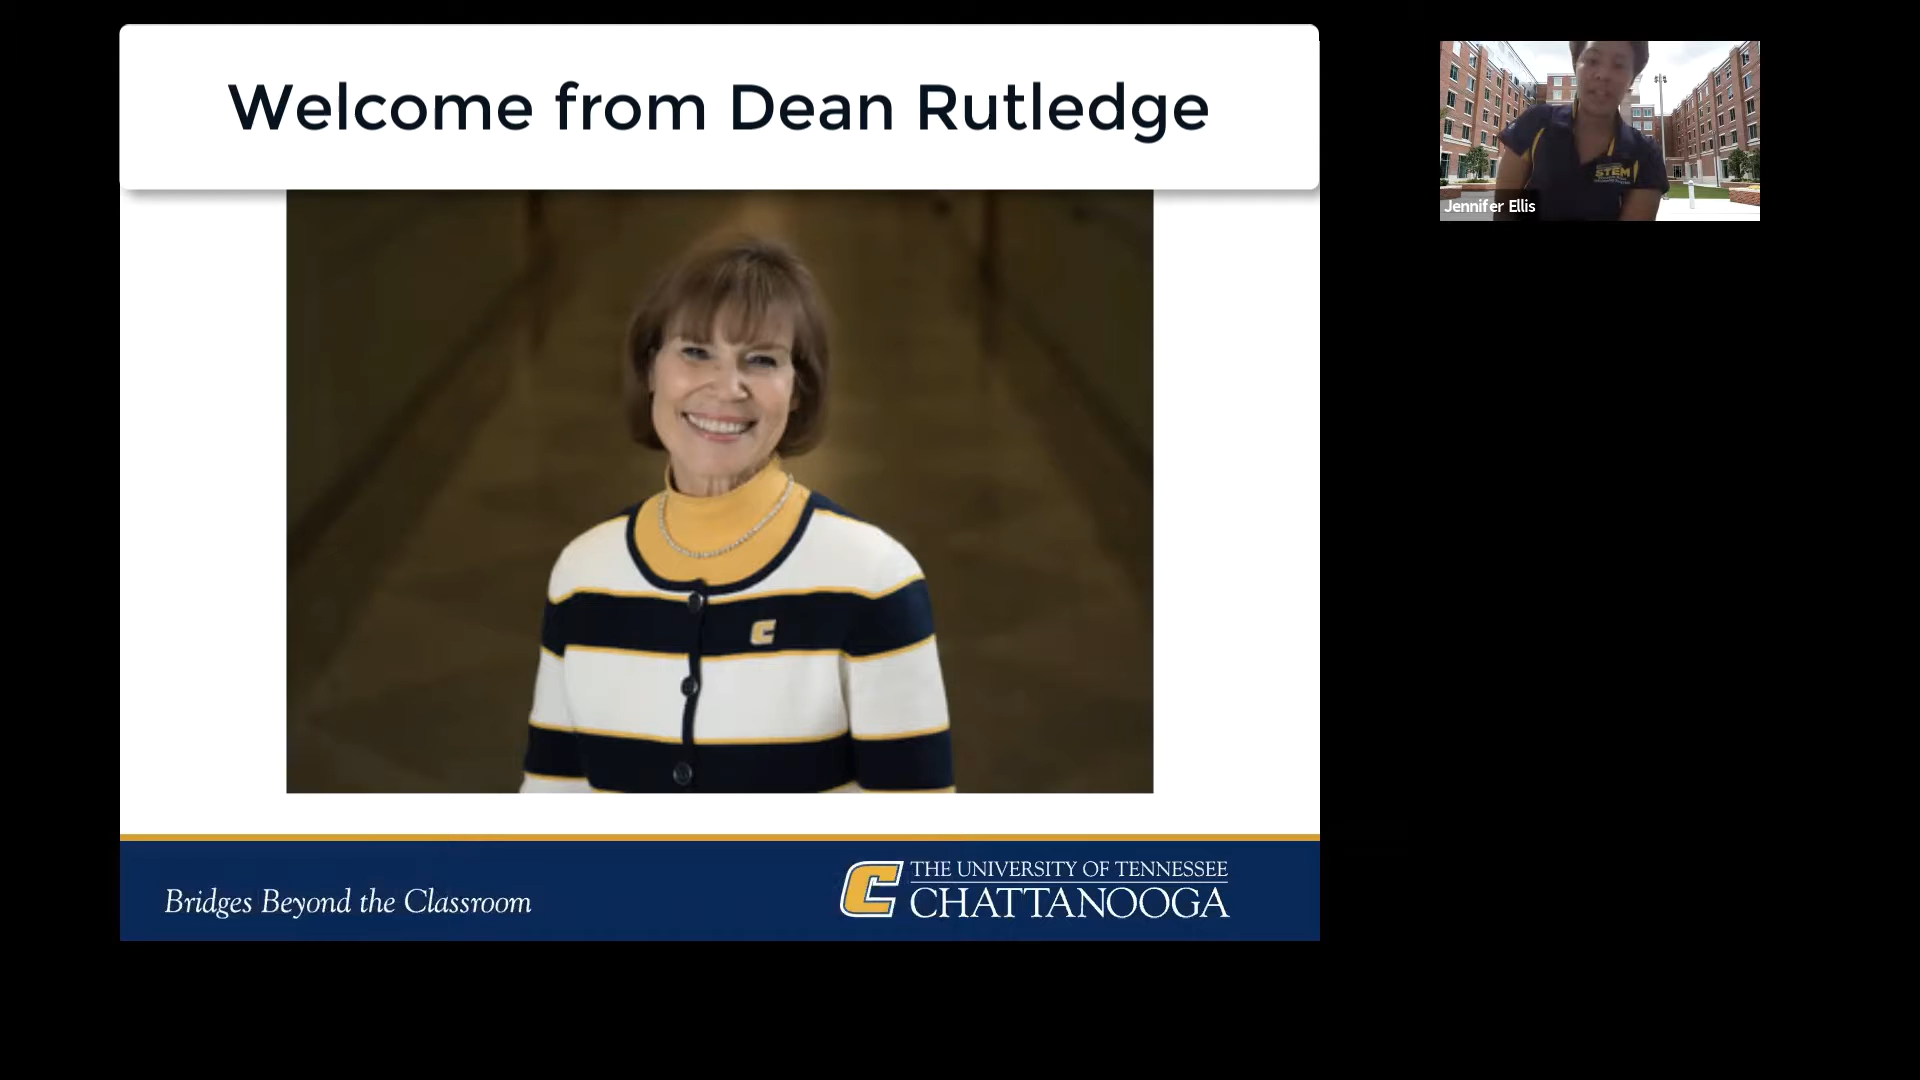 Welcome from Dean Rutledge
STEM
Jennifer Ellis
C
Bridges Beyond the Classroom
C THE UNIVERSITY OF TENNESSEE
CHATTANOOGA